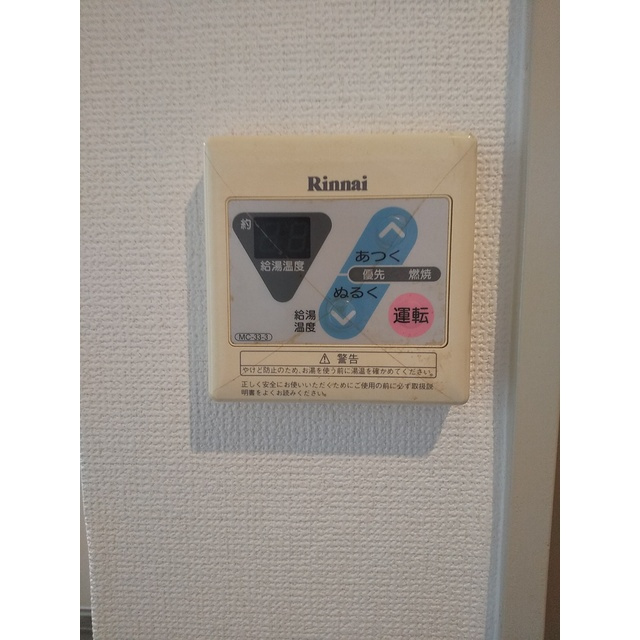 Rinnai
約
給湯温度
あつく
優先 燃焼
ぬるく
給湯
温度
運転
MC-33-3
⚠ 警告
やけど防止のため、お湯を使う前に湯温を確かめてください。
正しく安全にお使いいただくためにご使用の前に必ず取扱説
明書をよくお読みください。